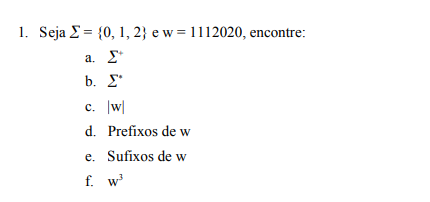 1. Seja Σ = {0, 1, 2} e w = 1112020, encontre:
a. Σ⁺
b. Σ*
c. |w|
d. Prefixos de w
e. Sufixos de w
f. w³